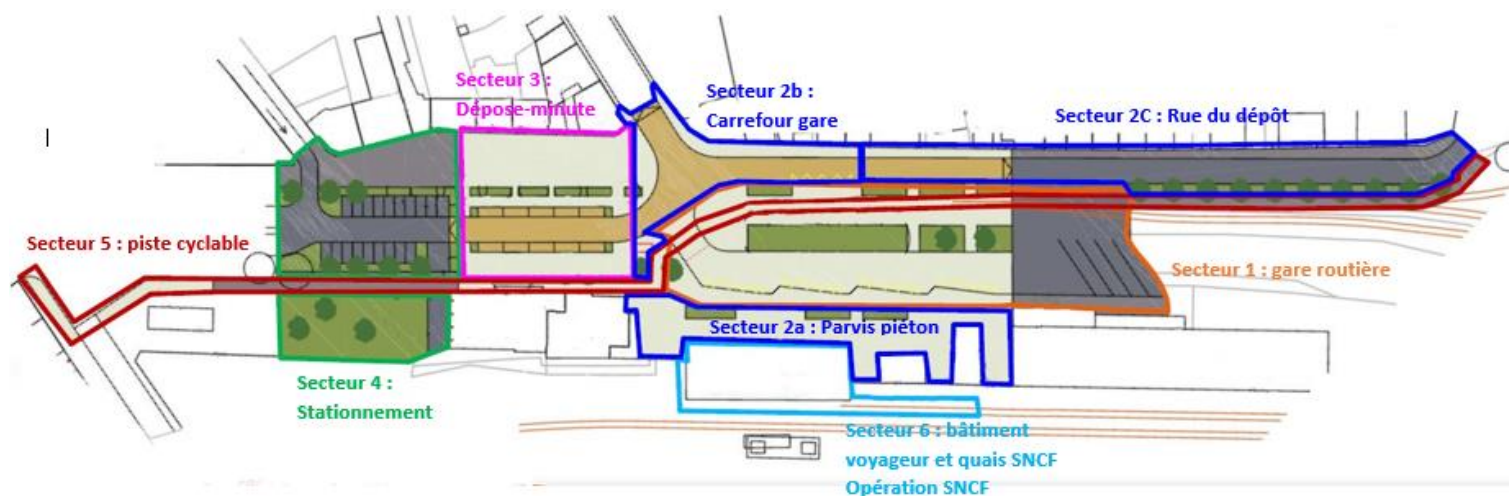 Secteur 3 :
Dépose-minute
Secteur 2b :
Carrefour gare
Secteur 2C : Rue du dépôt
Secteur 5 : piste cyclable
Secteur 1 : gare routière
Secteur 2a : Parvis piéton
Secteur 4 :
Stationnement
Secteur 6 : bâtiment
voyageur et quais SNCF
Opération SNCF